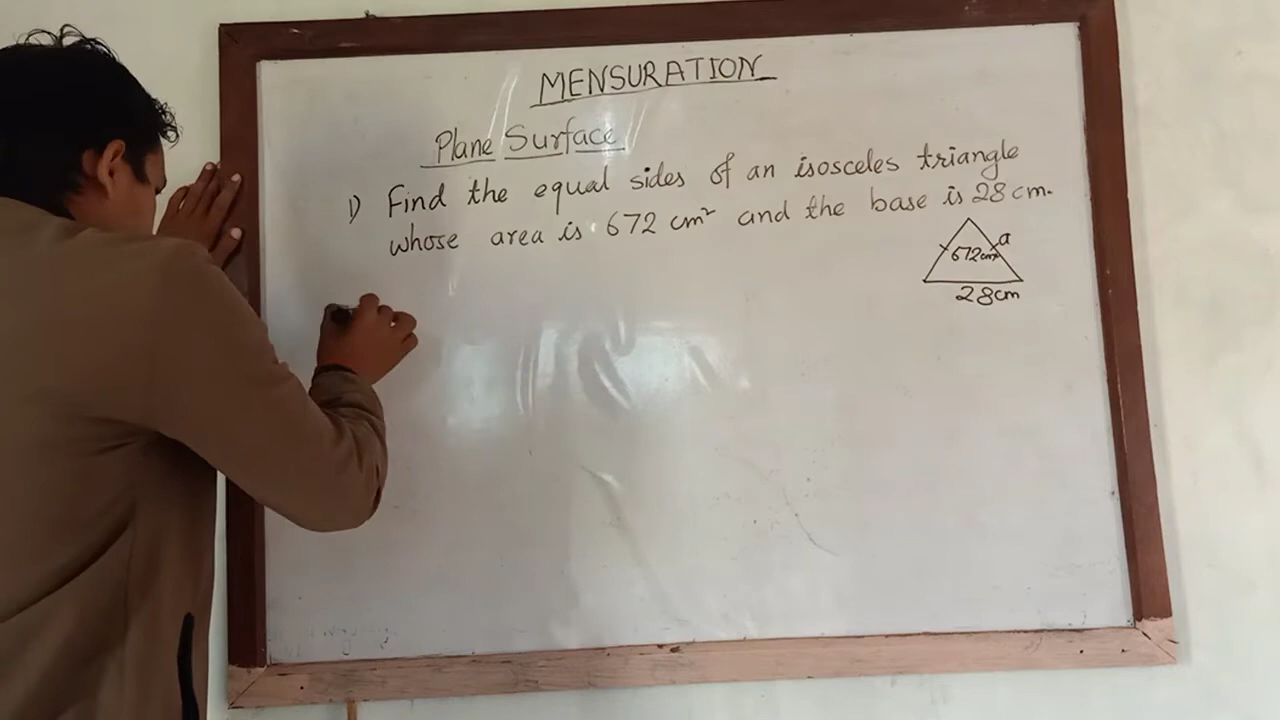 MENSURATION
Plane Surface
1) Find the equal sides of an isosceles triangle
whose area is 672 cm² and the base is 28 cm.
a
672cm²
28cm